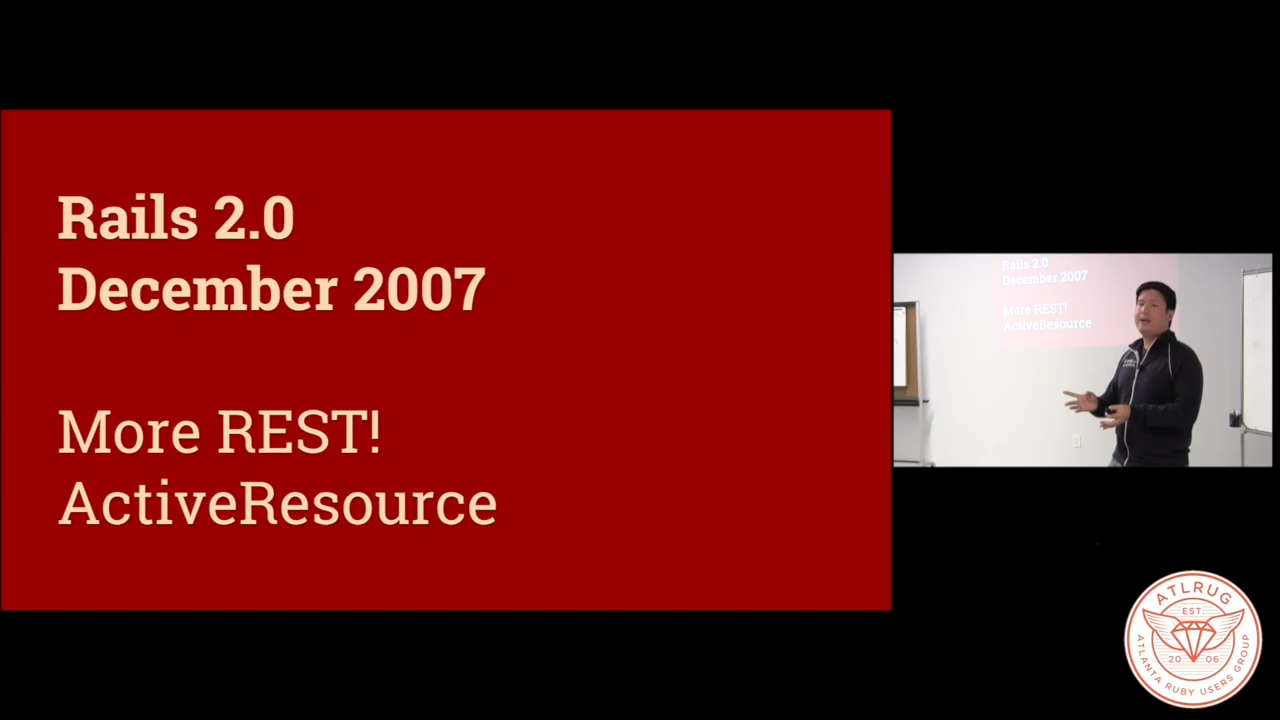 Rails 2.0
December 2007
More REST!
ActiveResource
Rails 2.0
December 2007
More REST!
ActiveResource
ATLRUG
EST.
20 06
ATLANTA RUBY USERS GROUP